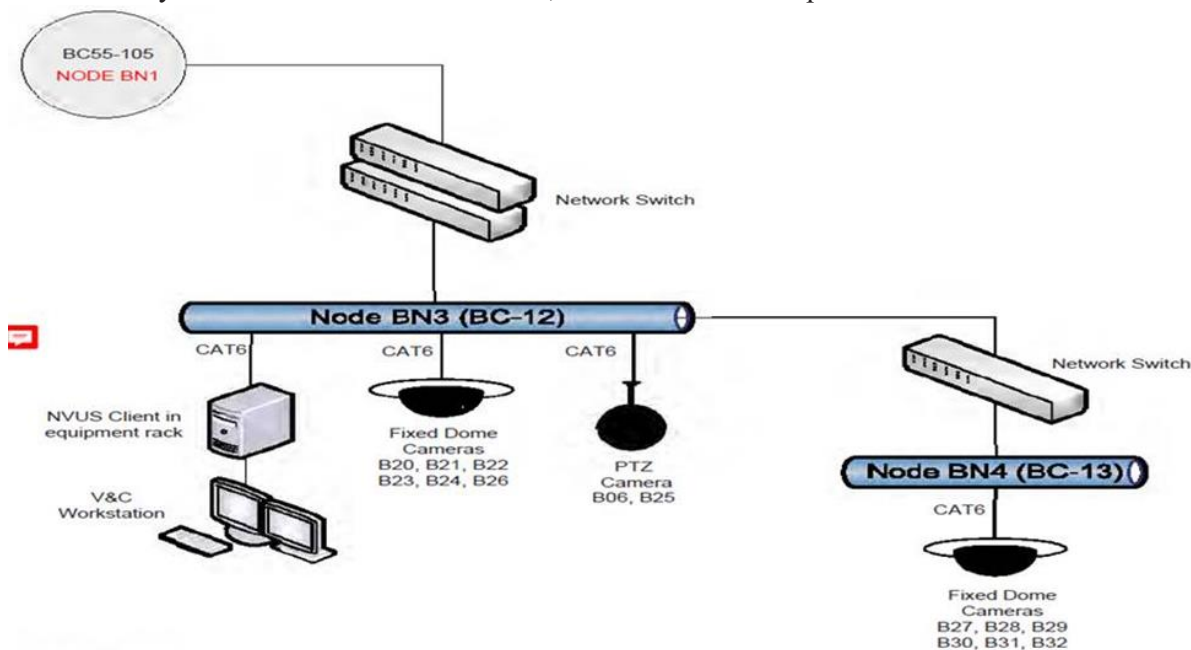 BC55-105
NODE BN1
Network Switch
Node BN3 (BC-12)
CAT6
CAT6
CAT6
Network Switch
NVUS Client in
equipment rack
Fixed Dome
Cameras
B20, B21, B22
B23, B24, B26
PTZ
Camera
B06, B25
Node BN4 (BC-13)
V&C
Workstation
CAT6
Fixed Dome
Cameras
B27, B28, B29
B30, B31, B32